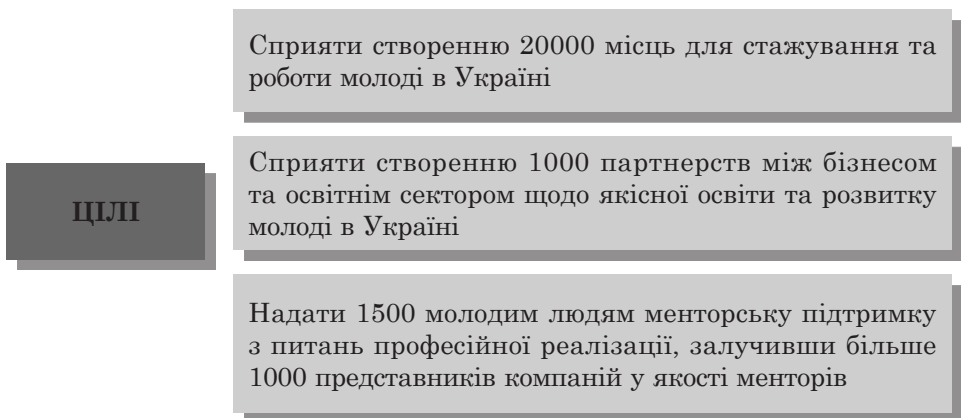 Сприяти створенню 20000 місць для стажування та
роботи молоді в Україні
ЦІЛІ
Сприяти створенню 1000 партнерств між бізнесом
та освітнім сектором щодо якісної освіти та розвитку
молоді в Україні
Надати 1500 молодим людям менторську підтримку
з питань професійної реалізації, залучивши більше
1000 представників компаній у якості менторів